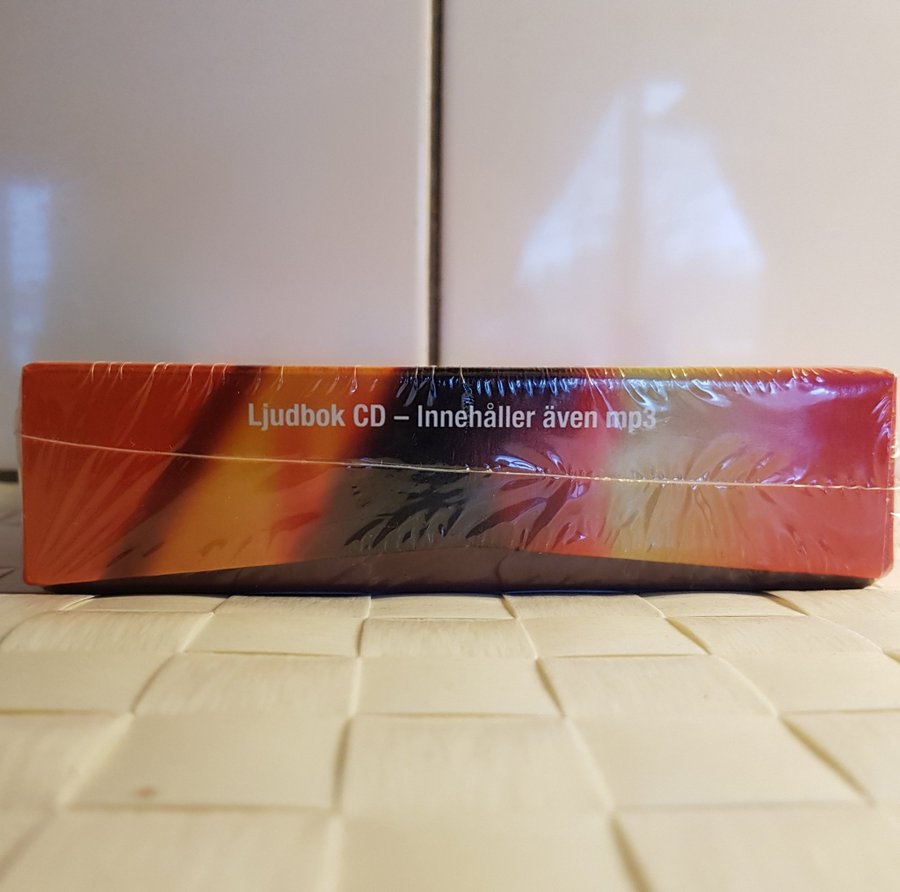 Ljudbok CD – Innehåller även mp3